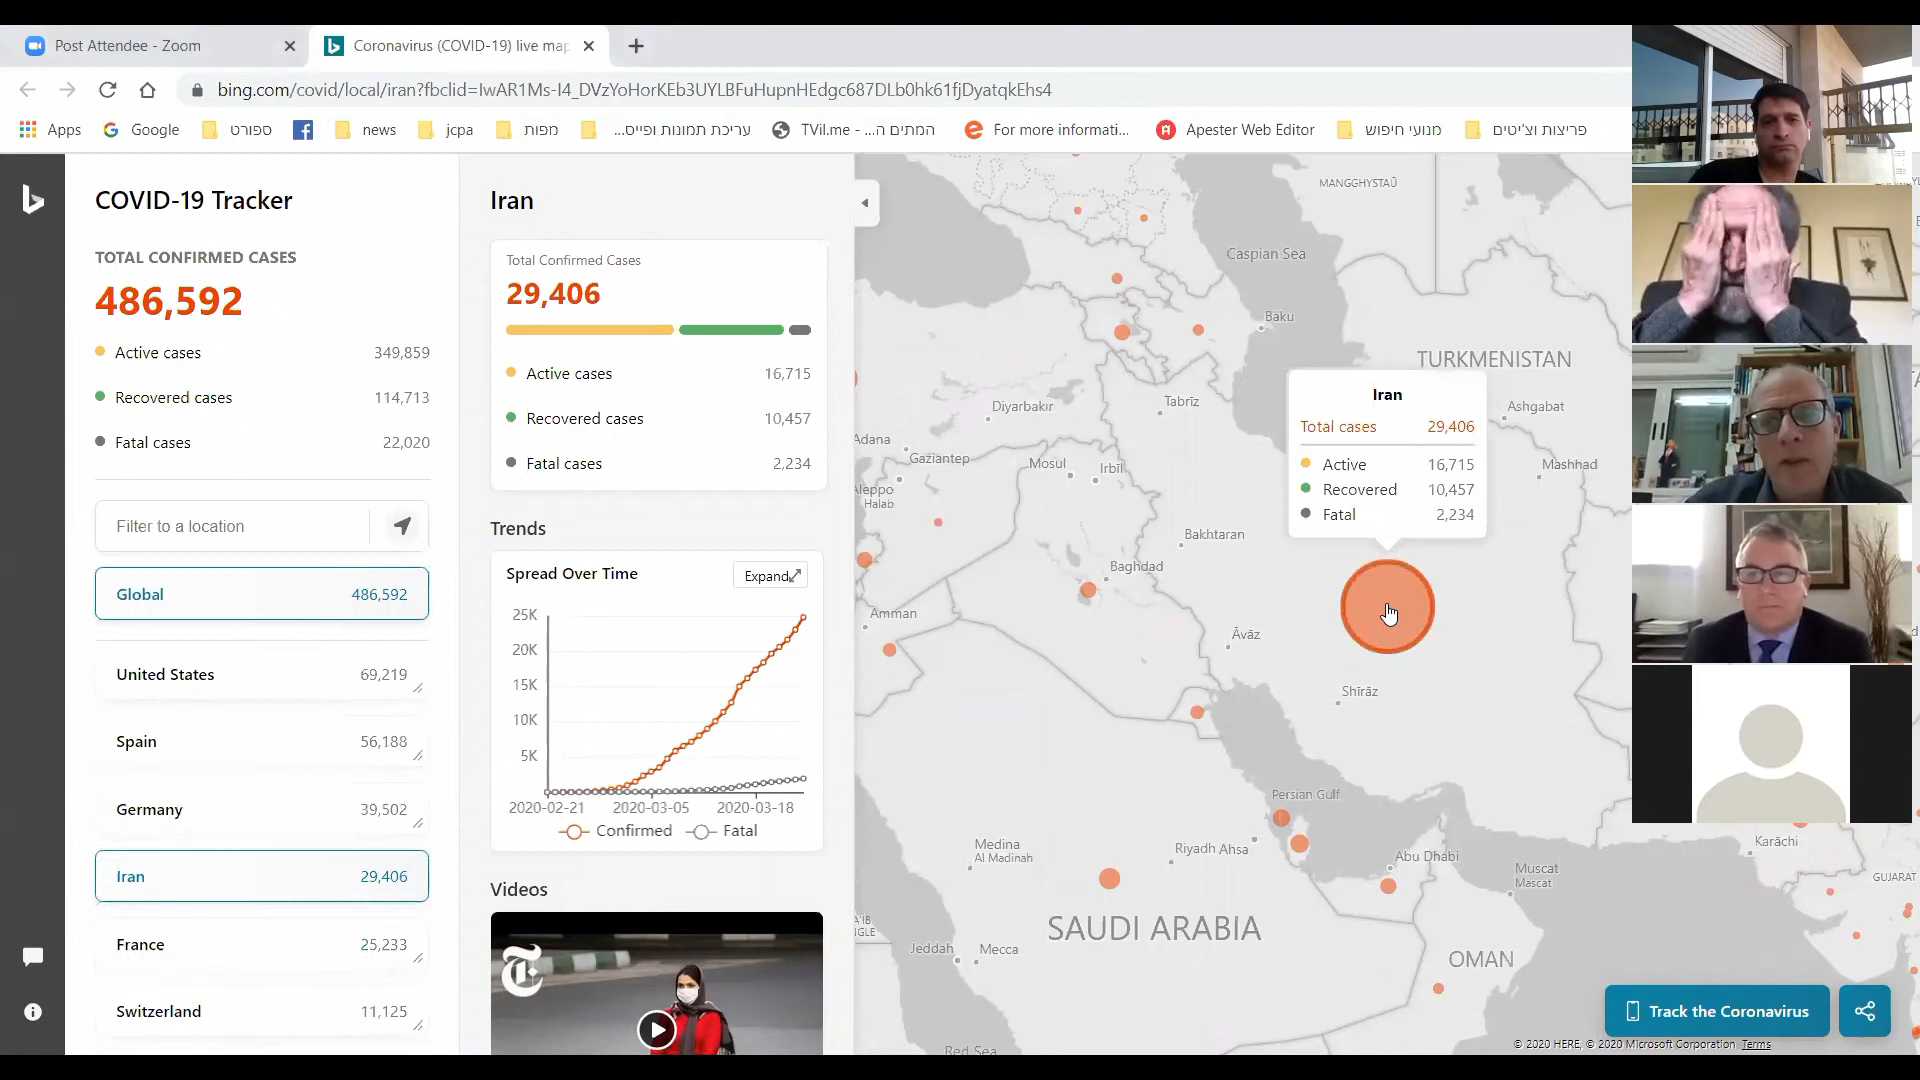 Post Attendee - Zoom
Coronavirus (COVID-19) live map
bing.com/covid/local/iran?fbclid=IwAR1Ms-I4_DVzYoHorKEb3UYLBFuHupnHEdgc687DLb0hk61fjDyatqkEhs4
Apps
Google
ספורט
news
jcpa
מפות
עריכת תמונות ופייס...
TVil.me - המתים ה...
For more informati...
Apester Web Editor
מנועי חיפוש
פריצות וצ'יטים
COVID-19 Tracker
TOTAL CONFIRMED CASES
486,592
Active cases 349,859
Recovered cases 114,713
Fatal cases 22,020
Filter to a location
Global 486,592
United States 69,219
Spain 56,188
Germany 39,502
Iran 29,406
France 25,233
Switzerland 11,125
Iran
Total Confirmed Cases
29,406
Active cases 16,715
Recovered cases 10,457
Fatal cases 2,234
Trends
Spread Over Time
Expand
25K
20K
15K
10K
5K
2020-02-21 2020-03-05 2020-03-18
Confirmed Fatal
Videos
MANGGHYSTAŪ
Caspian Sea
Baku
TURKMENISTAN
Iran
Total cases 29,406
Active 16,715
Recovered 10,457
Fatal 2,234
Tabrīz
Diyarbakır
Ashgabat
Adana
Gaziantep
Mosul
Irbīl
Mashhad
Aleppo
Halab
Bakhtaran
Baghdad
Amman
Āvāz
Shīrāz
Persian Gulf
Medina
Al Madinah
Riyadh
Ahsa
Abu Dhabi
Muscat
Mascat
Karāchi
GUJARAT
SAUDI ARABIA
Jeddah
Mecca
OMAN
Red Sea
Track the Coronavirus
© 2020 HERE, © 2020 Microsoft Corporation Terms